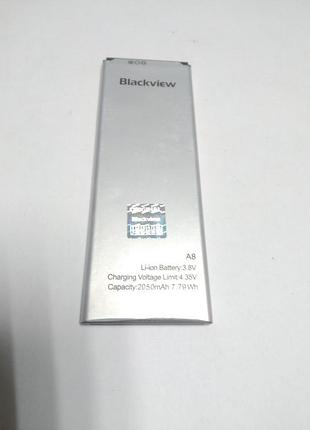 Blackview
A8
Li-ion Battery:3.8V
Charging Voltage Limit:4.35V
Capacity:2050mAh 7.79Wh